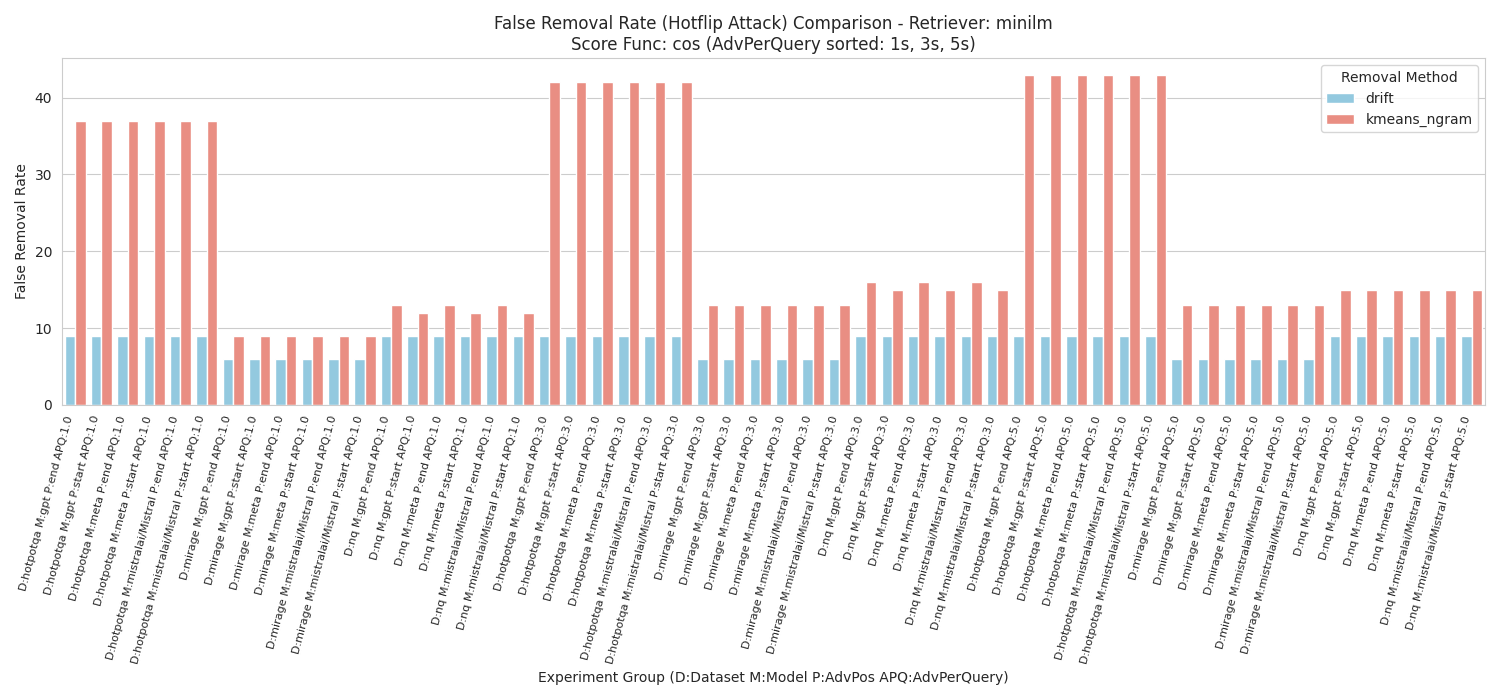 False Removal Rate (Hotflip Attack) Comparison - Retriever: minilm
Score Func: cos (AdvPerQuery sorted: 1s, 3s, 5s)
Removal Method
drift
kmeans_ngram
False Removal Rate
40
30
20
10
0
D:hotpotqa M:gpt P:end APQ:1.0
D:hotpotqa M:gpt P:start APQ:1.0
D:hotpotqa M:meta P:end APQ:1.0
D:hotpotqa M:meta P:start APQ:1.0
D:hotpotqa M:mistralai/Mistral P:end APQ:1.0
D:hotpotqa M:mistralai/Mistral P:start APQ:1.0
D:mirage M:gpt P:end APQ:1.0
D:mirage M:gpt P:start APQ:1.0
D:mirage M:meta P:end APQ:1.0
D:mirage M:meta P:start APQ:1.0
D:mirage M:mistralai/Mistral P:end APQ:1.0
D:mirage M:mistralai/Mistral P:start APQ:1.0
D:nq M:gpt P:end APQ:1.0
D:nq M:gpt P:start APQ:1.0
D:nq M:meta P:end APQ:1.0
D:nq M:meta P:start APQ:1.0
D:nq M:mistralai/Mistral P:end APQ:1.0
D:nq M:mistralai/Mistral P:start APQ:1.0
D:hotpotqa M:gpt P:end APQ:3.0
D:hotpotqa M:gpt P:start APQ:3.0
D:hotpotqa M:meta P:end APQ:3.0
D:hotpotqa M:meta P:start APQ:3.0
D:hotpotqa M:mistralai/Mistral P:end APQ:3.0
D:hotpotqa M:mistralai/Mistral P:start APQ:3.0
D:mirage M:gpt P:end APQ:3.0
D:mirage M:gpt P:start APQ:3.0
D:mirage M:meta P:end APQ:3.0
D:mirage M:meta P:start APQ:3.0
D:mirage M:mistralai/Mistral P:end APQ:3.0
D:mirage M:mistralai/Mistral P:start APQ:3.0
D:nq M:gpt P:end APQ:3.0
D:nq M:gpt P:start APQ:3.0
D:nq M:meta P:end APQ:3.0
D:nq M:meta P:start APQ:3.0
D:nq M:mistralai/Mistral P:end APQ:3.0
D:nq M:mistralai/Mistral P:start APQ:3.0
D:hotpotqa M:gpt P:end APQ:5.0
D:hotpotqa M:gpt P:start APQ:5.0
D:hotpotqa M:meta P:end APQ:5.0
D:hotpotqa M:meta P:start APQ:5.0
D:hotpotqa M:mistralai/Mistral P:end APQ:5.0
D:hotpotqa M:mistralai/Mistral P:start APQ:5.0
D:mirage M:gpt P:end APQ:5.0
D:mirage M:gpt P:start APQ:5.0
D:mirage M:meta P:end APQ:5.0
D:mirage M:meta P:start APQ:5.0
D:mirage M:mistralai/Mistral P:end APQ:5.0
D:mirage M:mistralai/Mistral P:start APQ:5.0
D:nq M:gpt P:end APQ:5.0
D:nq M:gpt P:start APQ:5.0
D:nq M:meta P:end APQ:5.0
D:nq M:meta P:start APQ:5.0
D:nq M:mistralai/Mistral P:end APQ:5.0
D:nq M:mistralai/Mistral P:start APQ:5.0
Experiment Group (D:Dataset M:Model P:AdvPos APQ:AdvPerQuery)